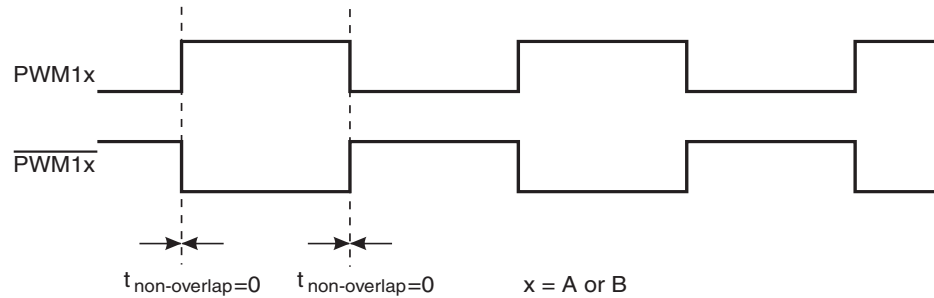 PWM1x
PWM1x
t non-overlap=0 t non-overlap=0 x = A or B